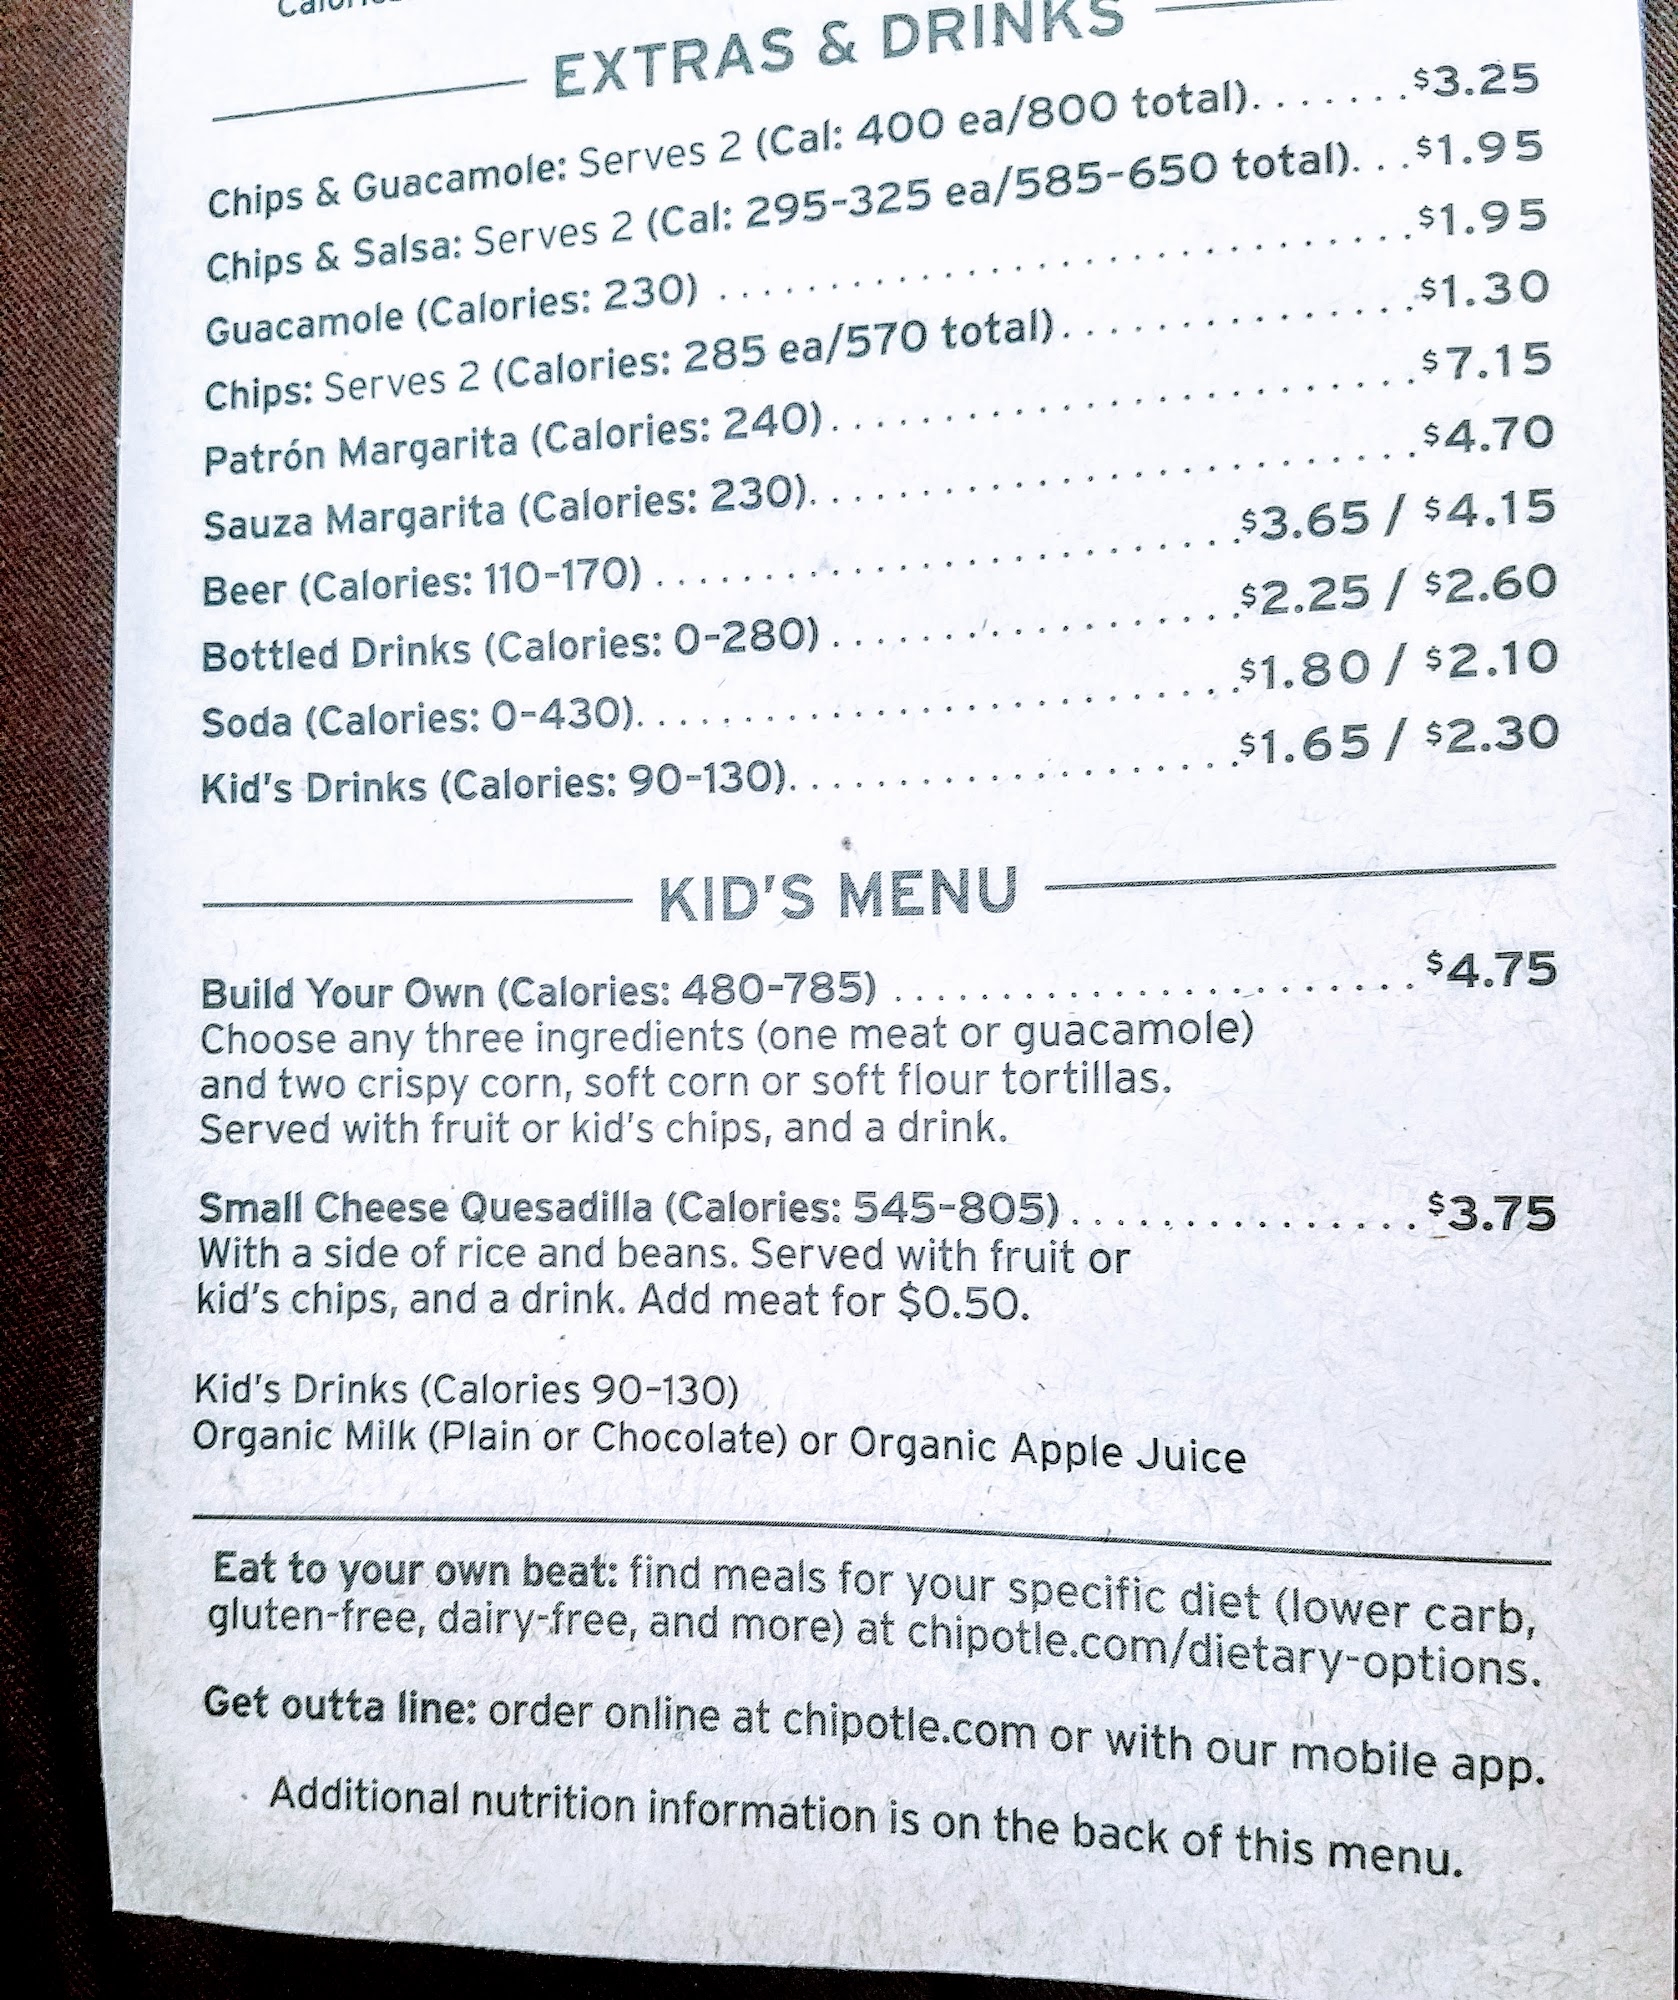 EXTRAS & DRINKS
Chips & Guacamole: Serves 2 (Cal: 400 ea/800 total).......$3.25
Chips & Salsa: Serves 2 (Cal: 295-325 ea/585-650 total)...$1.95
Guacamole (Calories: 230) ..........................$1.95
Chips: Serves 2 (Calories: 285 ea/570 total)..............$1.30
Patrón Margarita (Calories: 240)......................$7.15
Sauza Margarita (Calories: 230).......................$4.70
Beer (Calories: 110-170) ......................$3.65 / $4.15
Bottled Drinks (Calories: 0-280) ...............$2.25 / $2.60
Soda (Calories: 0-430).......................$1.80 / $2.10
Kid's Drinks (Calories: 90-130).................$1.65 / $2.30
KID'S MENU
Build Your Own (Calories: 480-785) ....................$4.75
Choose any three ingredients (one meat or guacamole)
and two crispy corn, soft corn or soft flour tortillas.
Served with fruit or kid's chips, and a drink.
Small Cheese Quesadilla (Calories: 545-805)...............$3.75
With a side of rice and beans. Served with fruit or
kid's chips, and a drink. Add meat for $0.50.
Kid's Drinks (Calories 90-130)
Organic Milk (Plain or Chocolate) or Organic Apple Juice
Eat to your own beat: find meals for your specific diet (lower carb,
gluten-free, dairy-free, and more) at chipotle.com/dietary-options.
Get outta line: order online at chipotle.com or with our mobile app.
Additional nutrition information is on the back of this menu.